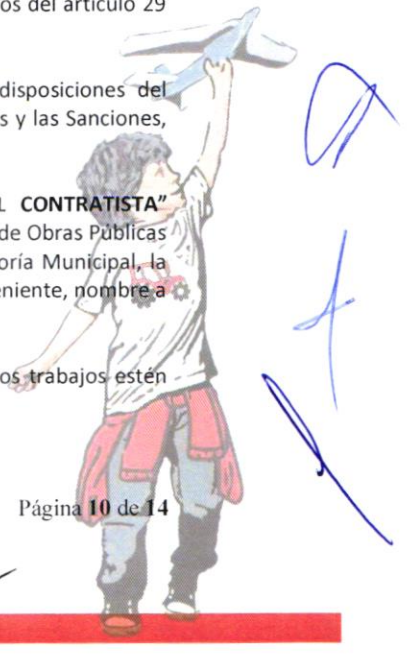 os del artículo 29
disposiciones del
s y las Sanciones,
L CONTRATISTA"
de Obras Públicas
oría Municipal, la
eniente, nombre a
os trabajos estén
Página 10 de 14